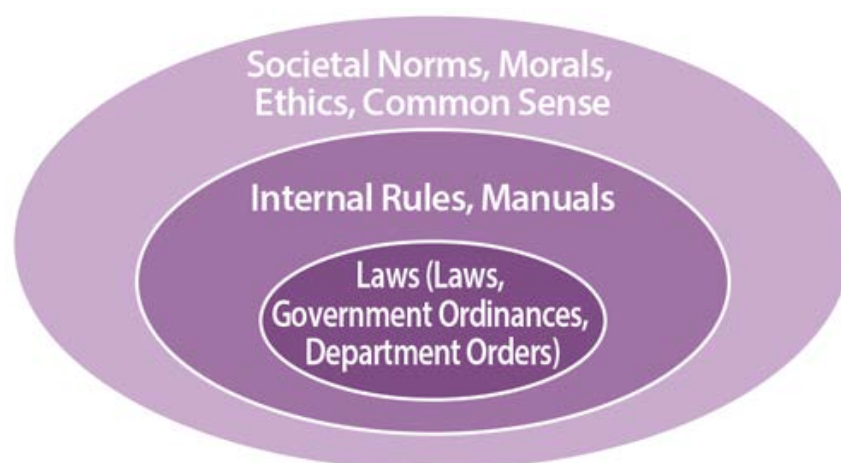 Societal Norms, Morals,
Ethics, Common Sense
Internal Rules, Manuals
Laws (Laws,
Government Ordinances,
Department Orders)